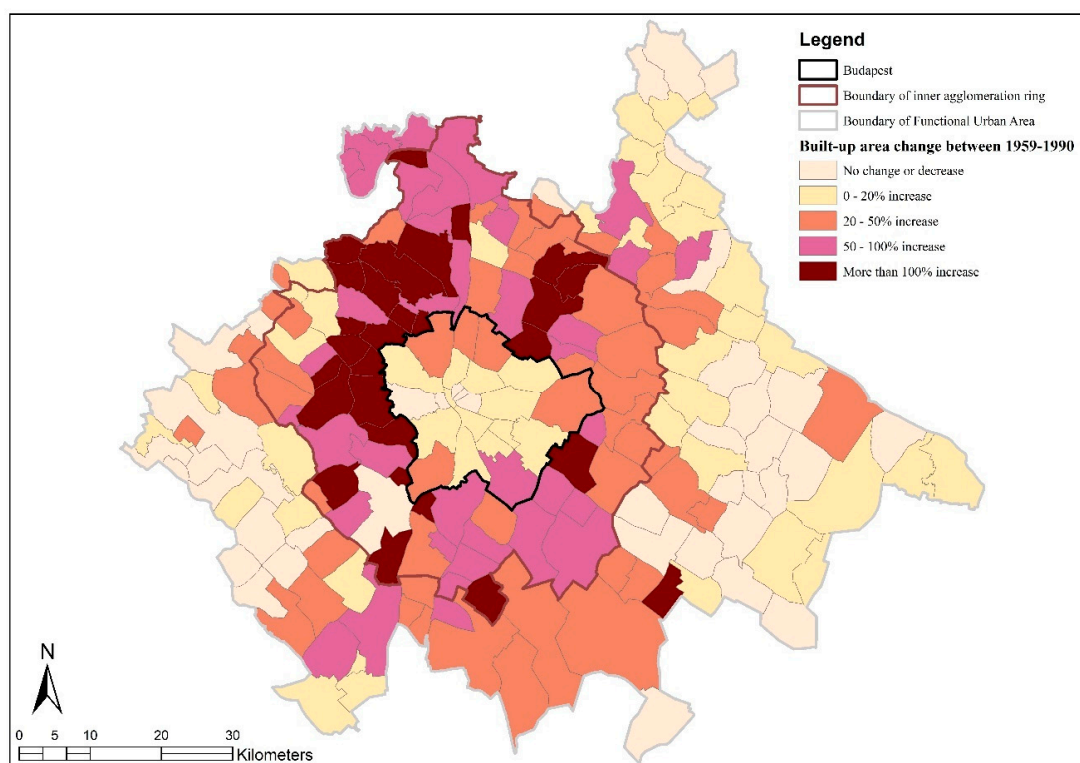 Legend
Budapest
Boundary of inner agglomeration ring
Boundary of Functional Urban Area
Built-up area change between 1959-1990
No change or decrease
0 - 20% increase
20 - 50% increase
50 - 100% increase
More than 100% increase
N
0 5 10 20 30
Kilometers